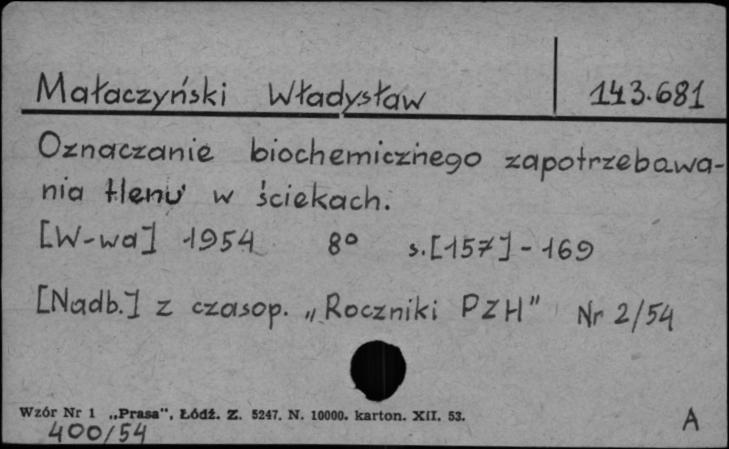 Małaczyński Władysław 143.681
Oznaczanie biochemicznego zapotrzebowa-
nia tlenu w ściekach.
[W-wa] 1954 8° s.[157]-169
[Nadb.] z czasop. „Roczniki PZH" Nr 2/54
Wzór Nr 1 „Prasa", Łódź. Z. 5247. N. 10000. karton. XII. 53.
400/54 A